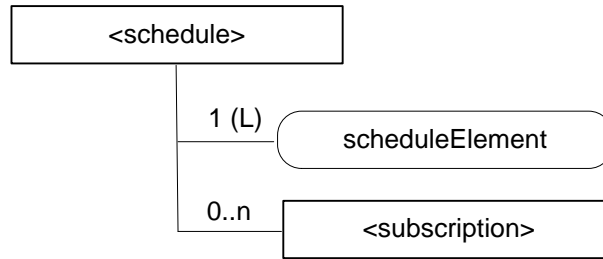 <schedule>
1 (L)
scheduleElement
0..n
<subscription>